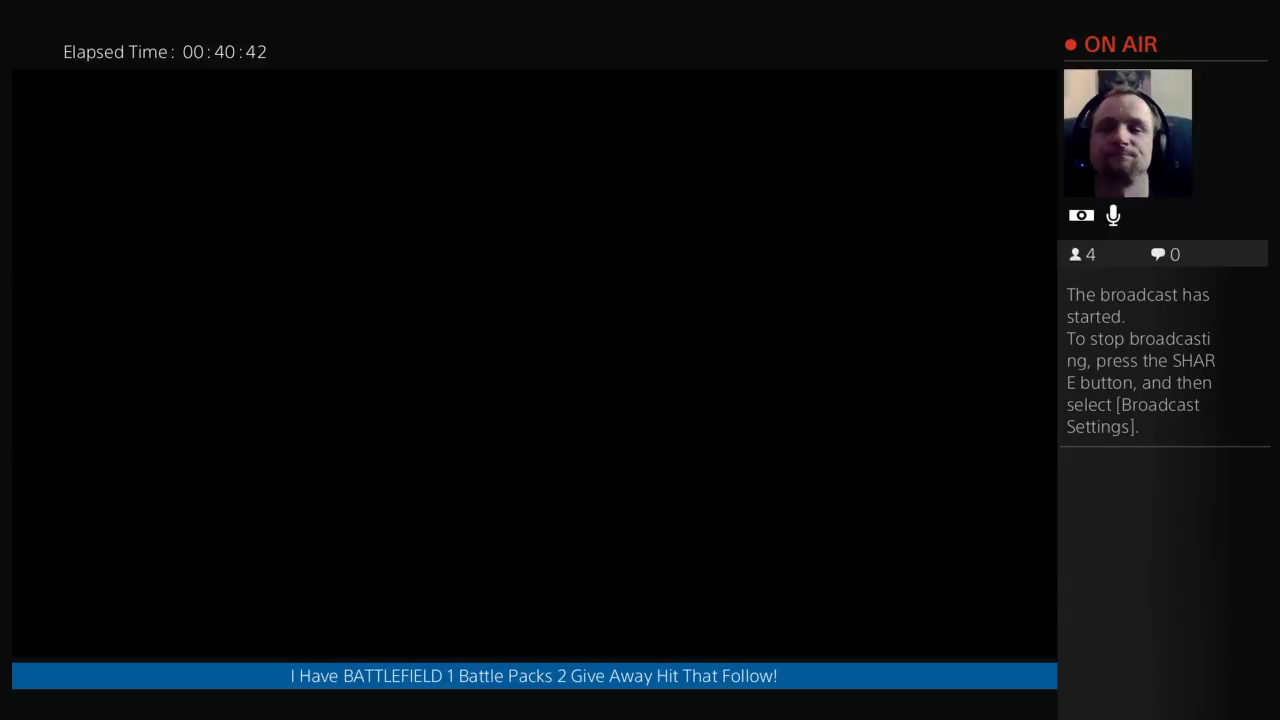 Elapsed Time: 00:40:42
ON AIR
4 0
The broadcast has
started.
To stop broadcasti
ng, press the SHAR
E button, and then
select [Broadcast
Settings].
I Have BATTLEFIELD 1 Battle Packs 2 Give Away Hit That Follow!